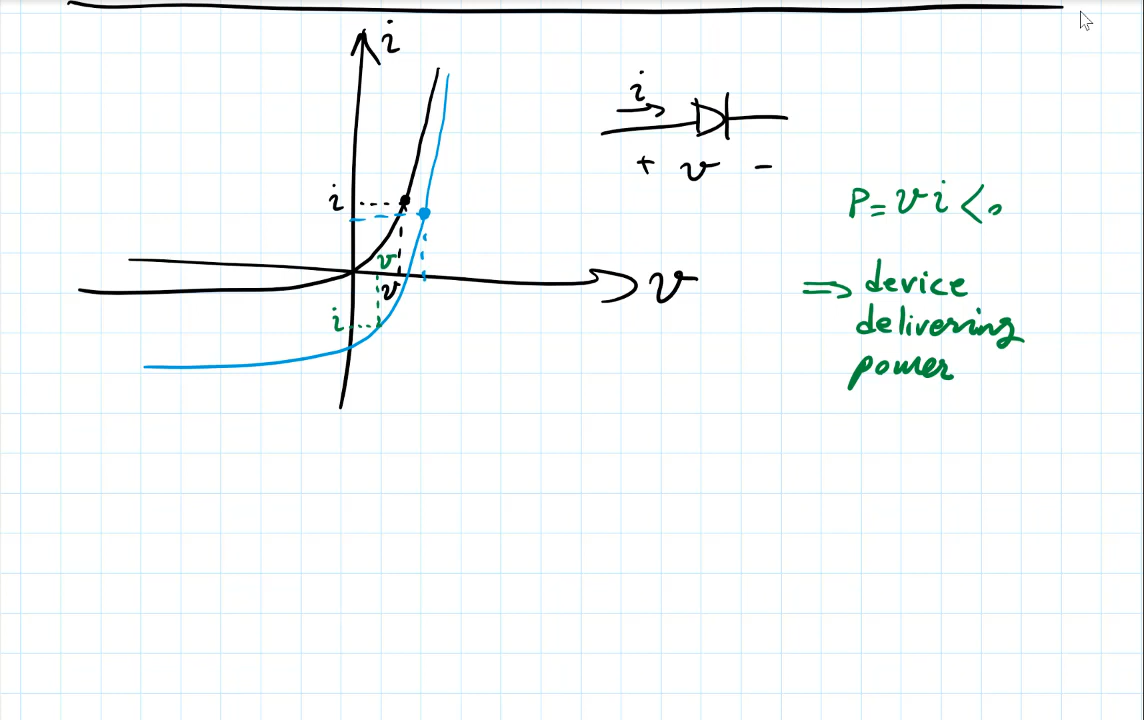 i
i
+ v −
P = v i < 0
i
v
v
v
i
⇒ device
delivering
power